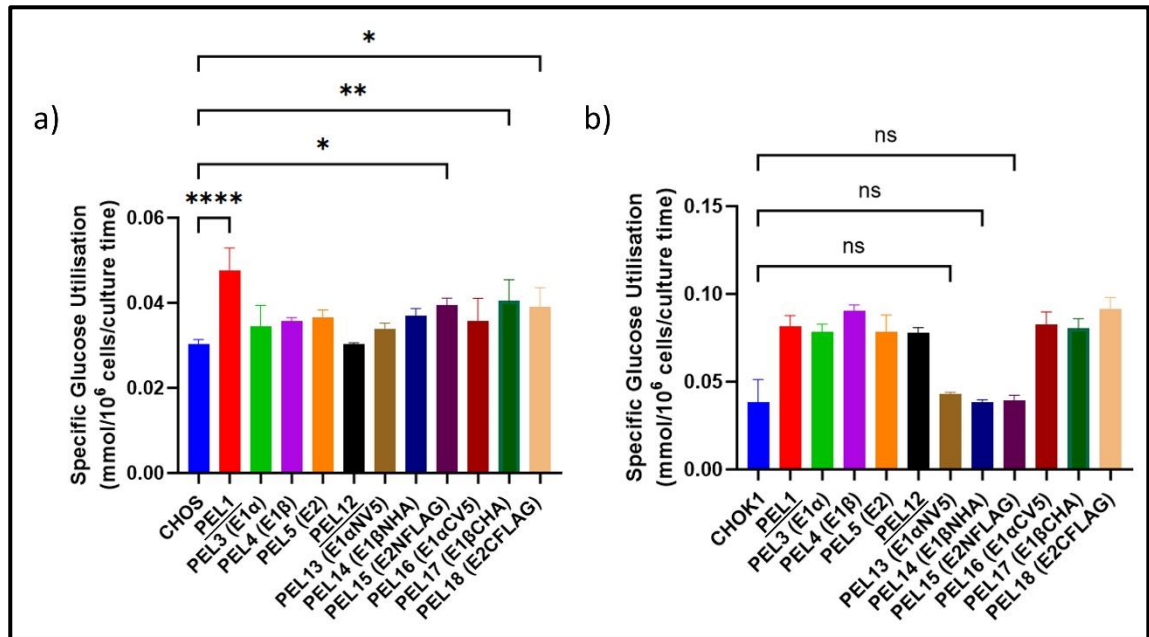 a)
*
**
*
****
Specific Glucose Utilisation
(mmol/10⁶ cells/culture time)
0.06
0.04
0.02
0.00
CHOS
PEL1
PEL3 (E1α)
PEL4 (E1β)
PEL5 (E2)
PEL12
PEL13 (E1αNV5)
PEL14 (E1βNHA)
PEL15 (E2NFLAG)
PEL16 (E1αCV5)
PEL17 (E1βCHA)
PEL18 (E2CFLAG)
b)
ns
ns
ns
Specific Glucose Utilisation
(mmol/10⁶ cells/culture time)
0.15
0.10
0.05
0.00
CHOK1
PEL1
PEL3 (E1α)
PEL4 (E1β)
PEL5 (E2)
PEL12
PEL13 (E1αNV5)
PEL14 (E1βNHA)
PEL15 (E2NFLAG)
PEL16 (E1αCV5)
PEL17 (E1βCHA)
PEL18 (E2CFLAG)